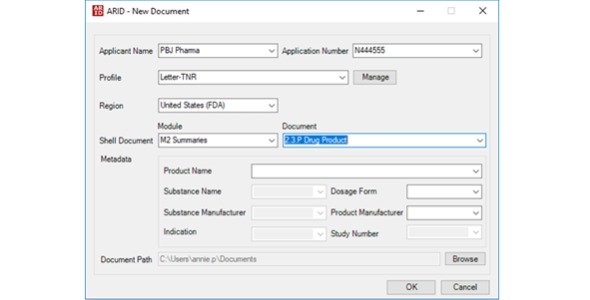 ARID - New Document
Applicant Name PBJ Pharma Application Number N444555
Profile Letter-TNR Manage
Region United States (FDA)
Module Document
Shell Document M2 Summaries 2.3 P Drug Product
Metadata
Product Name
Substance Name Dosage Form
Substance Manufacturer Product Manufacturer
Indication Study Number
Document Path C:\Users\annie p\Documents Browse
OK Cancel